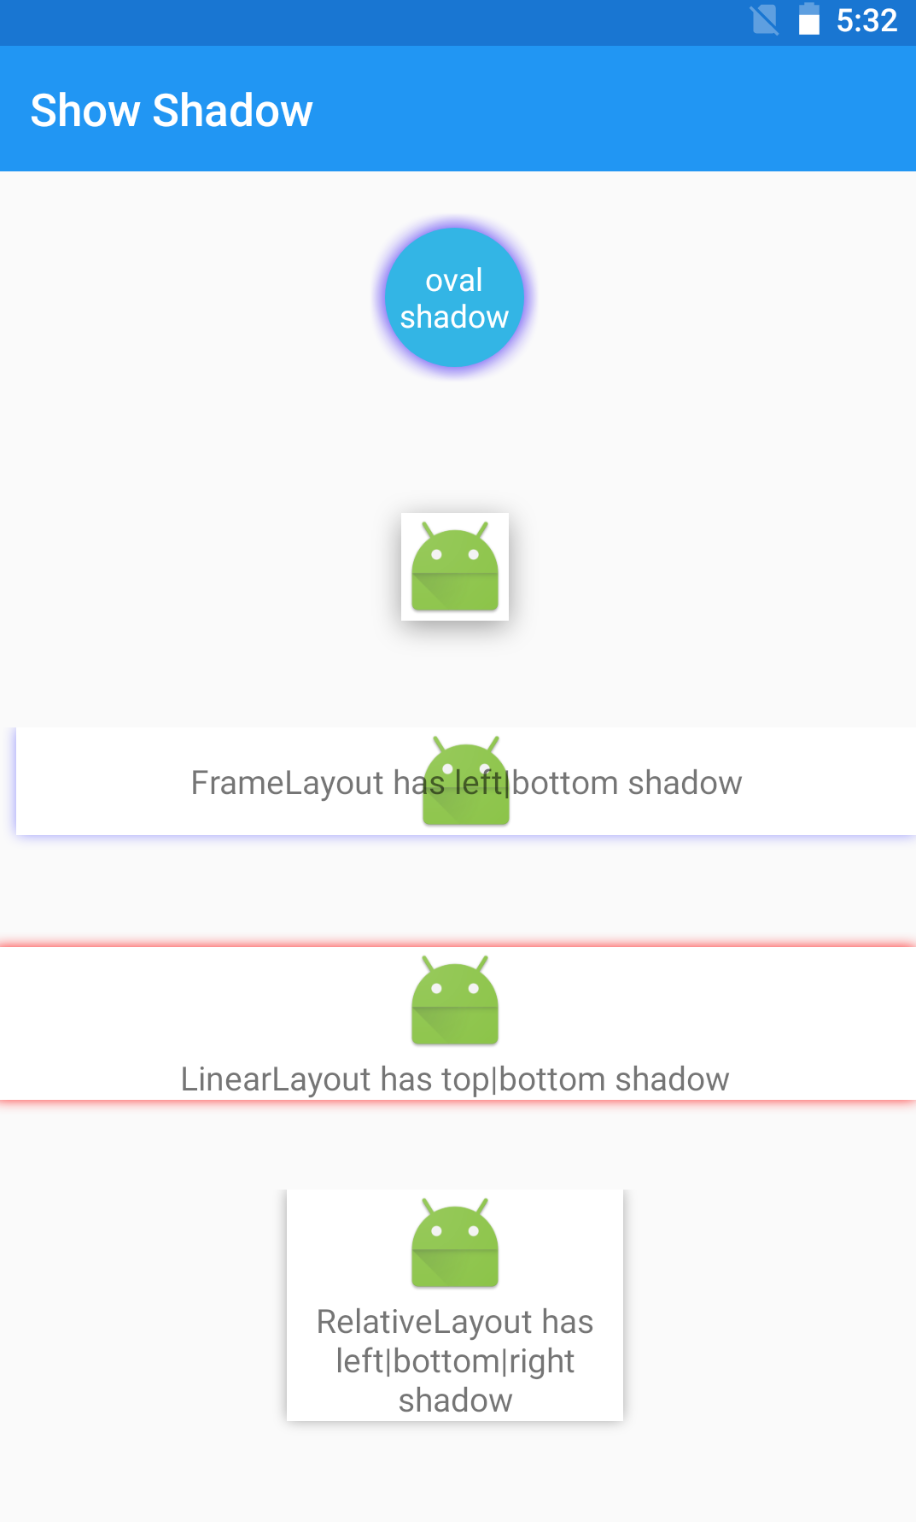 5:32
Show Shadow
oval
shadow
FrameLayout has left|bottom shadow
LinearLayout has top|bottom shadow
RelativeLayout has
left|bottom|right
shadow